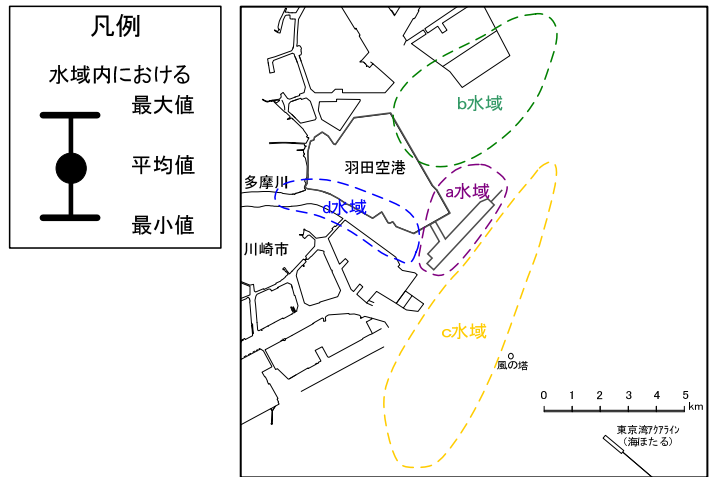 凡例
水域内における
最大値
平均値
最小値
b水域
羽田空港
多摩川
a水域
d水域
川崎市
c水域
風の塔
0 1 2 3 4 5
km
東京湾アクアライン
(海ほたる)